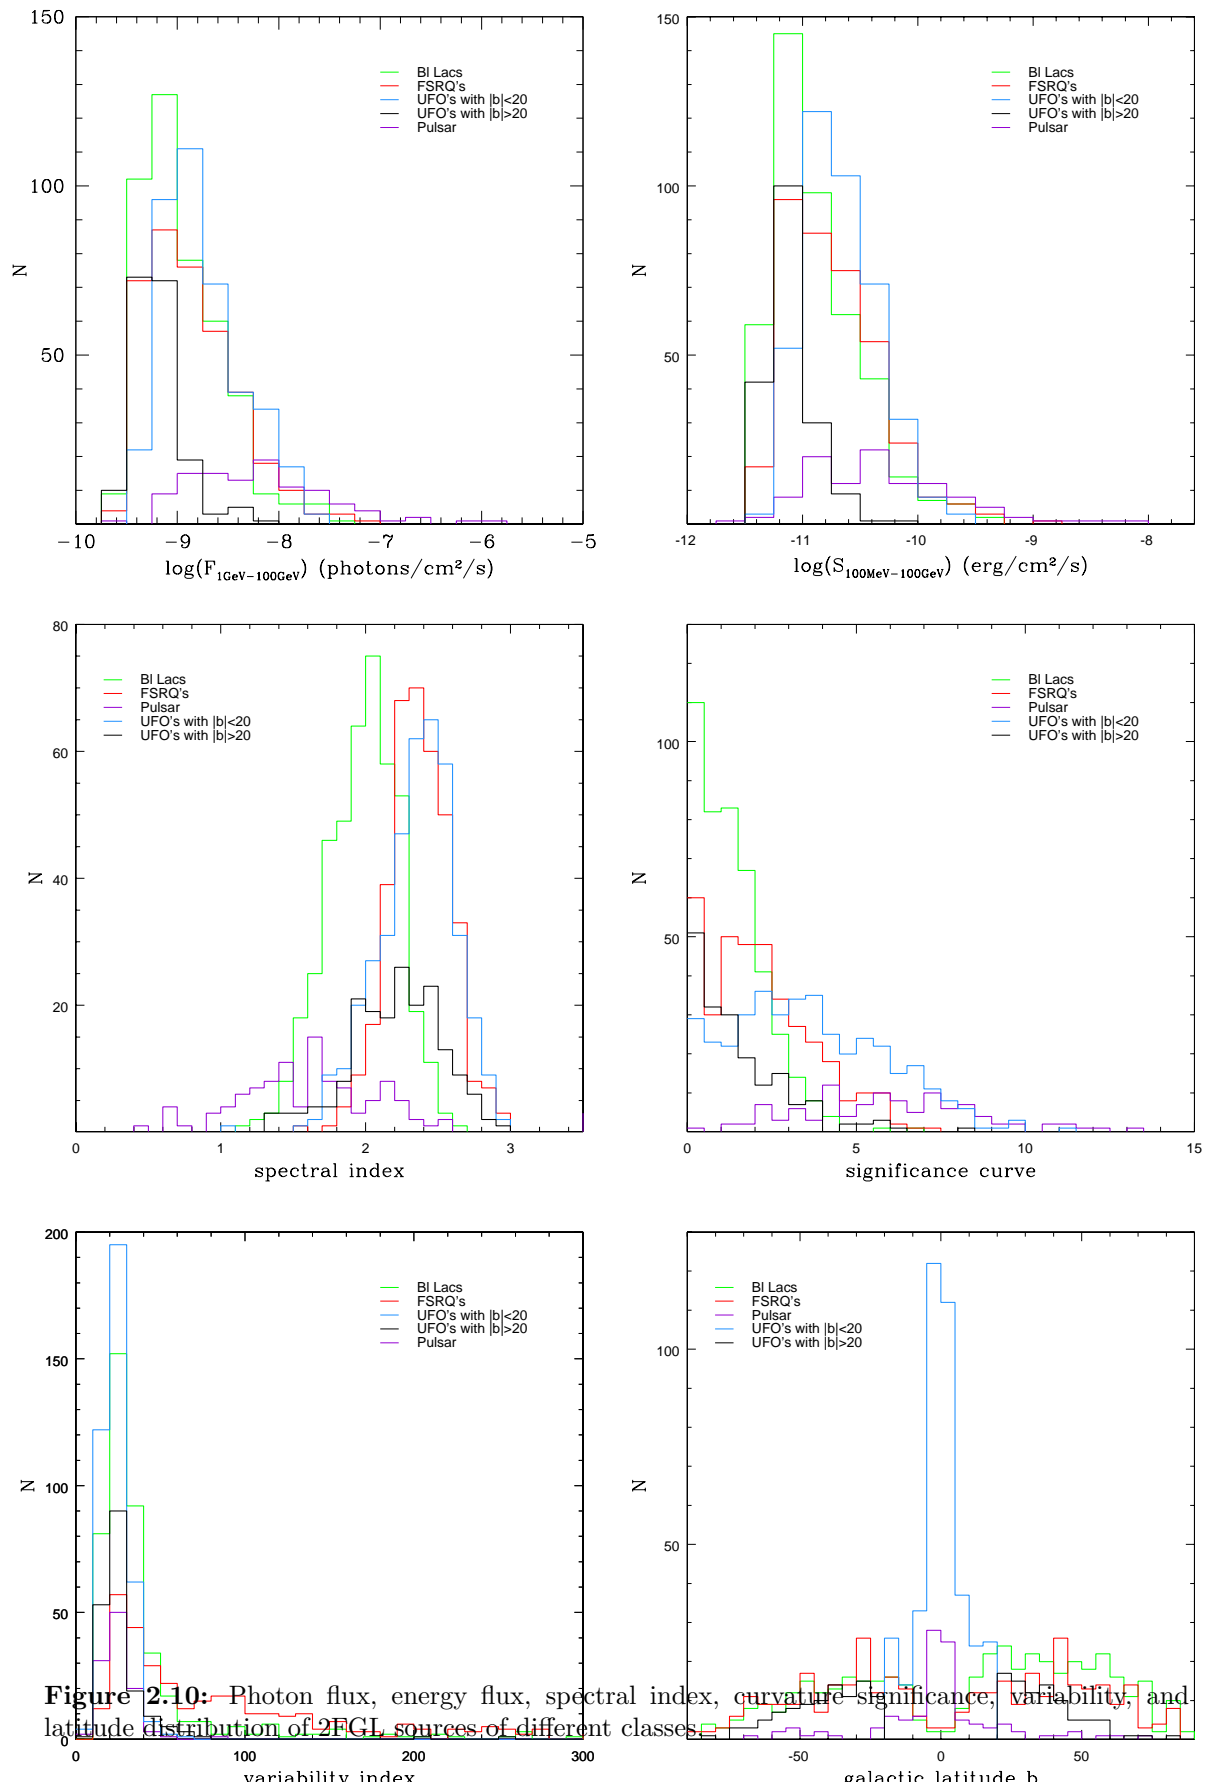 150
100
50
N
Bl Lacs
FSRQ's
UFO's with |b|<20
UFO's with |b|>20
Pulsar
−10 −9 −8 −7 −6 −5
log(F1GeV−100GeV) (photons/cm²/s)
150
100
50
N
Bl Lacs
FSRQ's
UFO's with |b|<20
UFO's with |b|>20
Pulsar
-12 -11 -10 -9 -8
log(S100MeV−100GeV) (erg/cm²/s)
80
60
40
20
N
Bl Lacs
FSRQ's
Pulsar
UFO's with |b|<20
UFO's with |b|>20
0 1 2 3
spectral index
100
50
N
Bl Lacs
FSRQ's
Pulsar
UFO's with |b|<20
UFO's with |b|>20
0 5 10 15
significance curve
200
150
100
50
0
N
Bl Lacs
FSRQ's
UFO's with |b|<20
UFO's with |b|>20
Pulsar
0 100 200 300
variability index
100
50
N
Bl Lacs
FSRQ's
Pulsar
UFO's with |b|<20
UFO's with |b|>20
-50 0 50
galactic latitude b
Figure 2.10: Photon flux, energy flux, spectral index, curvature significance, variability, and
latitude distribution of 2FGL sources of different classes.